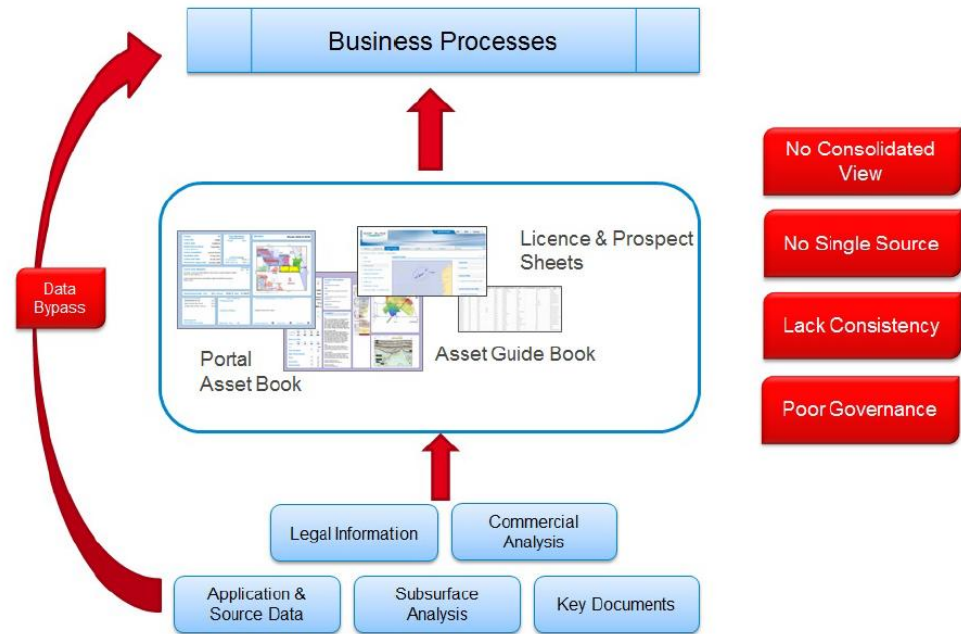 Business Processes
No Consolidated
View
No Single Source
Lack Consistency
Poor Governance
Data
Bypass
Licence & Prospect
Sheets
Portal
Asset Book
Asset Guide Book
Legal Information
Commercial
Analysis
Application &
Source Data
Subsurface
Analysis
Key Documents